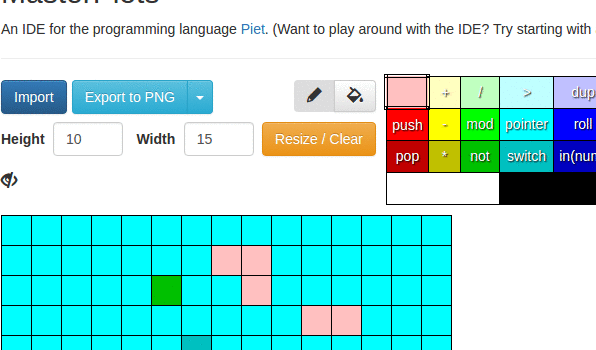 An IDE for the programming language Piet. (Want to play around with the IDE? Try starting with
Import
Export to PNG
Height
10
Width
15
Resize / Clear
+ / > dup
push - mod pointer roll
pop * not switch in(num